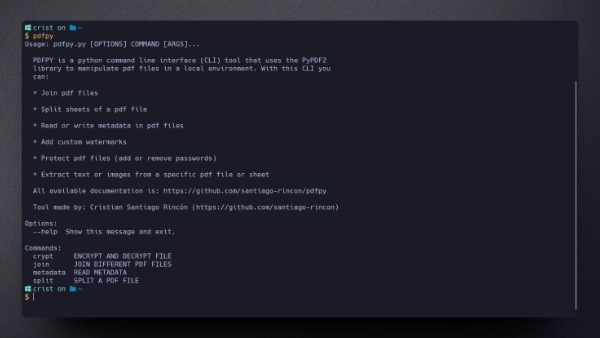 crist on ~
$ pdfpy
Usage: pdfpy.py [OPTIONS] COMMAND [ARGS]...
PDFPY is a python command line interface (CLI) tool that uses the PyPDF2
library to manipulate pdf files in a local environment. With this CLI you
can:
* Join pdf files
* Split sheets of a pdf file
* Read or write metadata in pdf files
* Add custom watermarks
* Protect pdf files (add or remove passwords)
* Extract text or images from a specific pdf file or sheet
All available documentation is: https://github.com/santiago-rincon/pdfpy
Tool made by: Cristian Santiago Rincón (https://github.com/santiago-rincon)
Options:
--help  Show this message and exit.
Commands:
crypt     ENCRYPT AND DECRYPT FILE
join      JOIN DIFFERENT PDF FILES
metadata  READ METADATA
split     SPLIT A PDF FILE
crist on ~
$